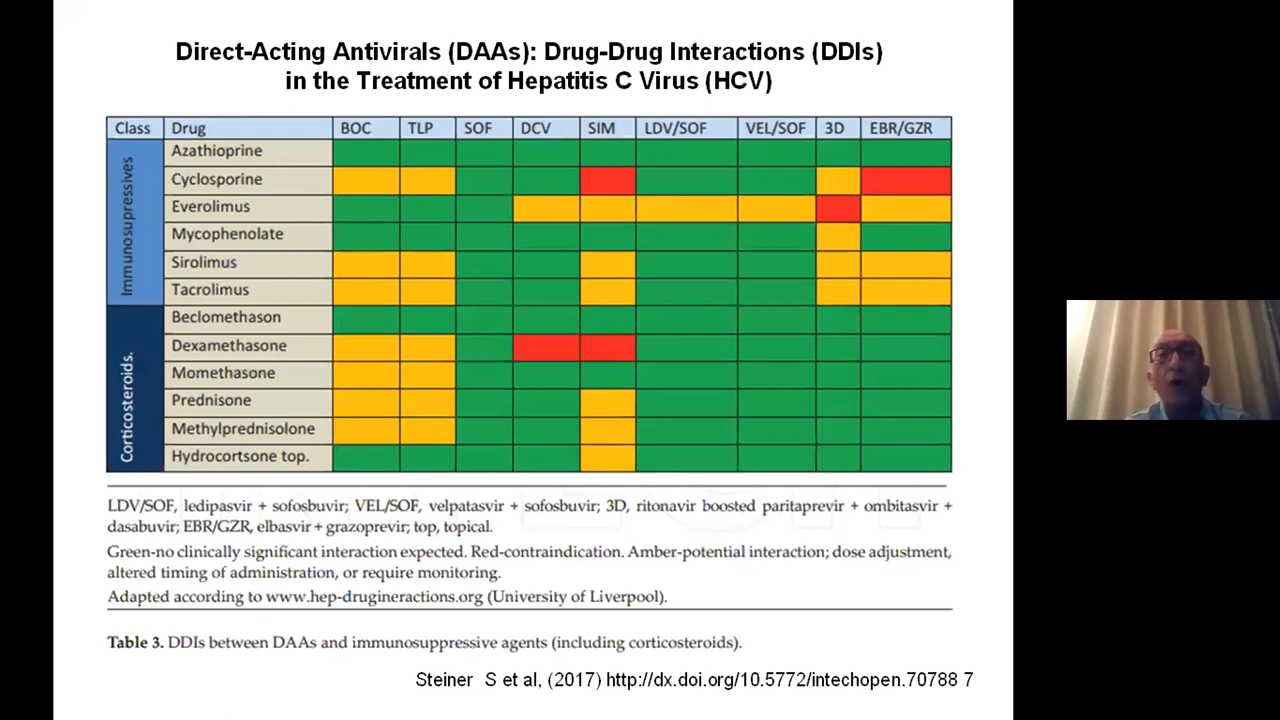 Direct-Acting Antivirals (DAAs): Drug-Drug Interactions (DDIs)
in the Treatment of Hepatitis C Virus (HCV)
Class Drug BOC TLP SOF DCV SIM LDV/SOF VEL/SOF 3D EBR/GZR
Immunosupressives
Azathioprine
Cyclosporine
Everolimus
Mycophenolate
Sirolimus
Tacrolimus
Corticosteroids.
Beclomethason
Dexamethasone
Momethasone
Prednisone
Methylprednisolone
Hydrocortsone top.
LDV/SOF, ledipasvir + sofosbuvir; VEL/SOF, velpatasvir + sofosbuvir; 3D, ritonavir boosted paritaprevir + ombitasvir +
dasabuvir; EBR/GZR, elbasvir + grazoprevir; top, topical.
Green-no clinically significant interaction expected. Red-contraindication. Amber-potential interaction; dose adjustment,
altered timing of administration, or require monitoring.
Adapted according to www.hep-drugineractions.org (University of Liverpool).
Table 3. DDIs between DAAs and immunosuppressive agents (including corticosteroids).
Steiner S et al, (2017) http://dx.doi.org/10.5772/intechopen.70788 7